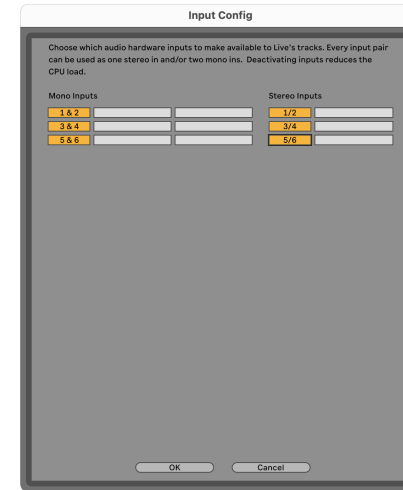 Input Config
Choose which audio hardware inputs to make available to Live's tracks. Every input pair
can be used as one stereo in and/or two mono ins. Deactivating inputs reduces the
CPU load.
Mono Inputs Stereo Inputs
1 & 2 1/2
3 & 4 3/4
5 & 6 5/6
OK Cancel